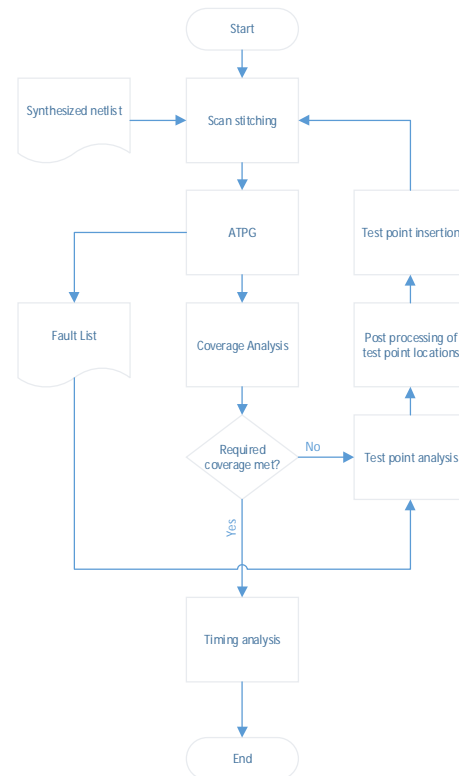 Start
Synthesized netlist
Scan stitching
ATPG
Test point insertion
Fault List
Coverage Analysis
Post processing of
test point locations
Required
coverage met?
No
Test point analysis
Yes
Timing analysis
End